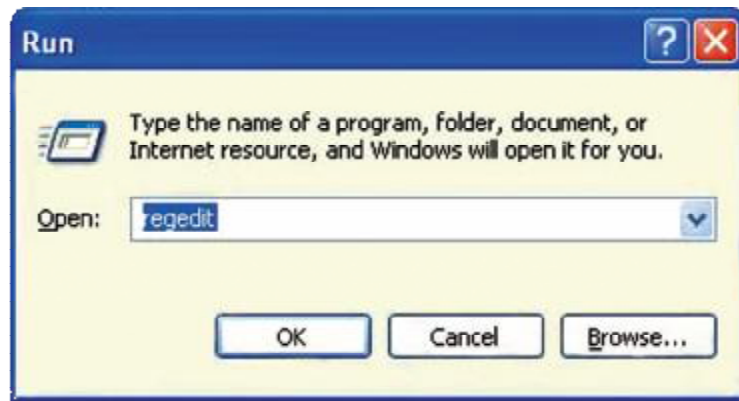 Run
Type the name of a program, folder, document, or
Internet resource, and Windows will open it for you.
Open: regedit
OK Cancel Browse...